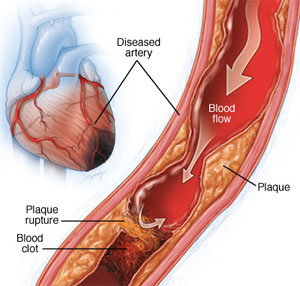 Diseased
artery
Blood
flow
Plaque
Plaque
rupture
Blood
clot